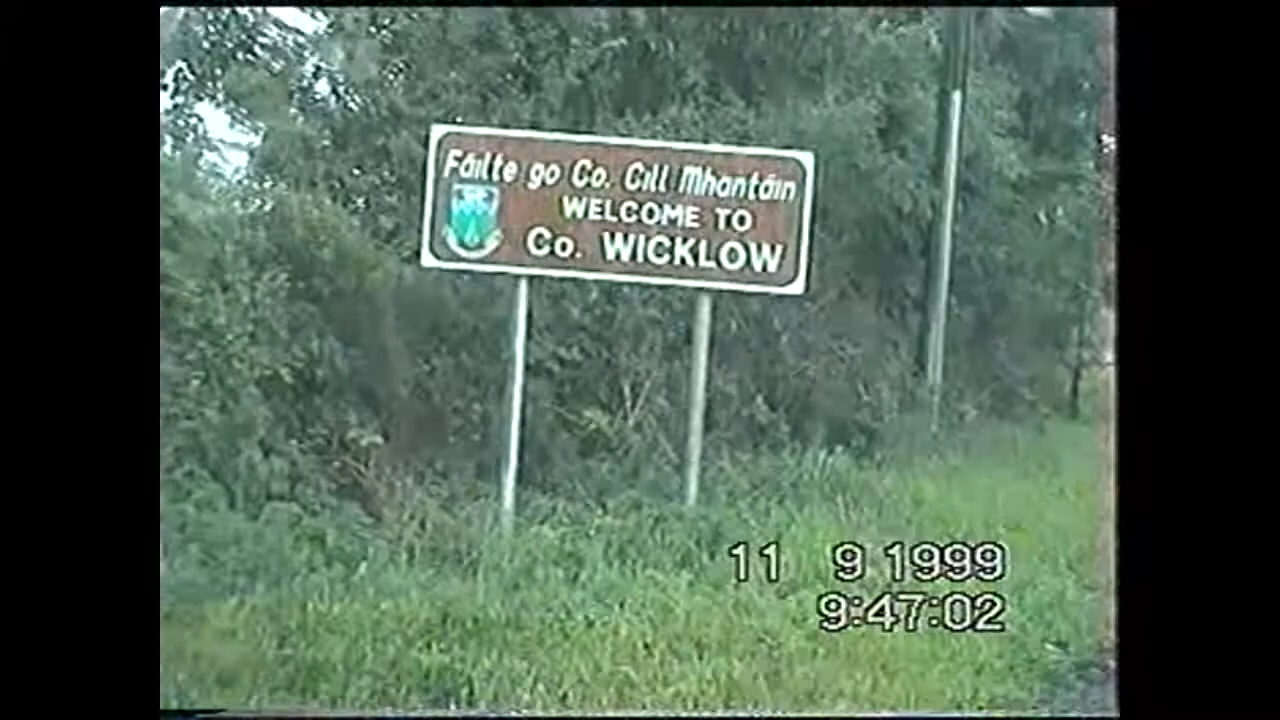 Fáilte go Co. Cill Mhantáin
WELCOME TO
Co. WICKLOW
11 9 1999
9:47:02